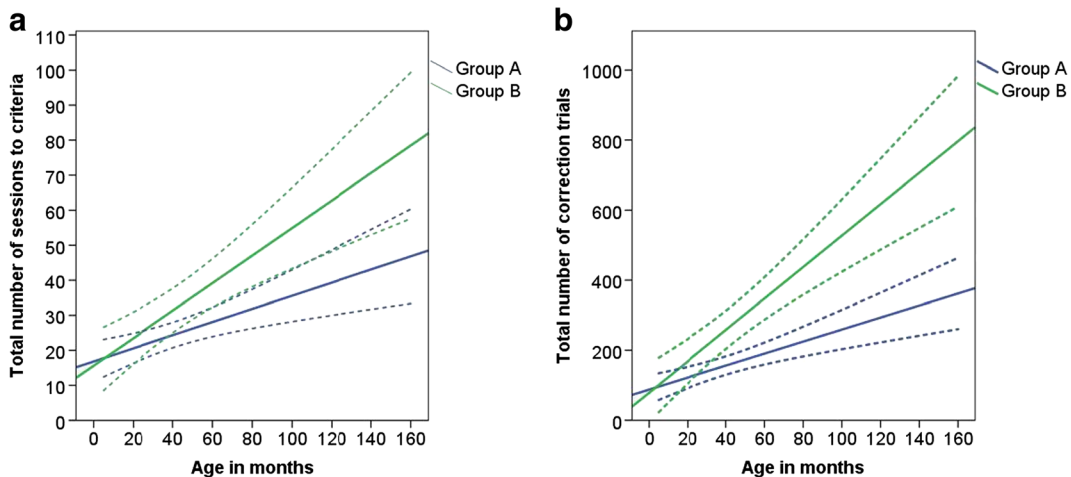 a
Total number of sessions to criteria
110
100
90
80
70
60
50
40
30
20
10
0
0 20 40 60 80 100 120 140 160
Age in months
Group A
Group B
b
Total number of correction trials
1000
800
600
400
200
0
0 20 40 60 80 100 120 140 160
Age in months
Group A
Group B